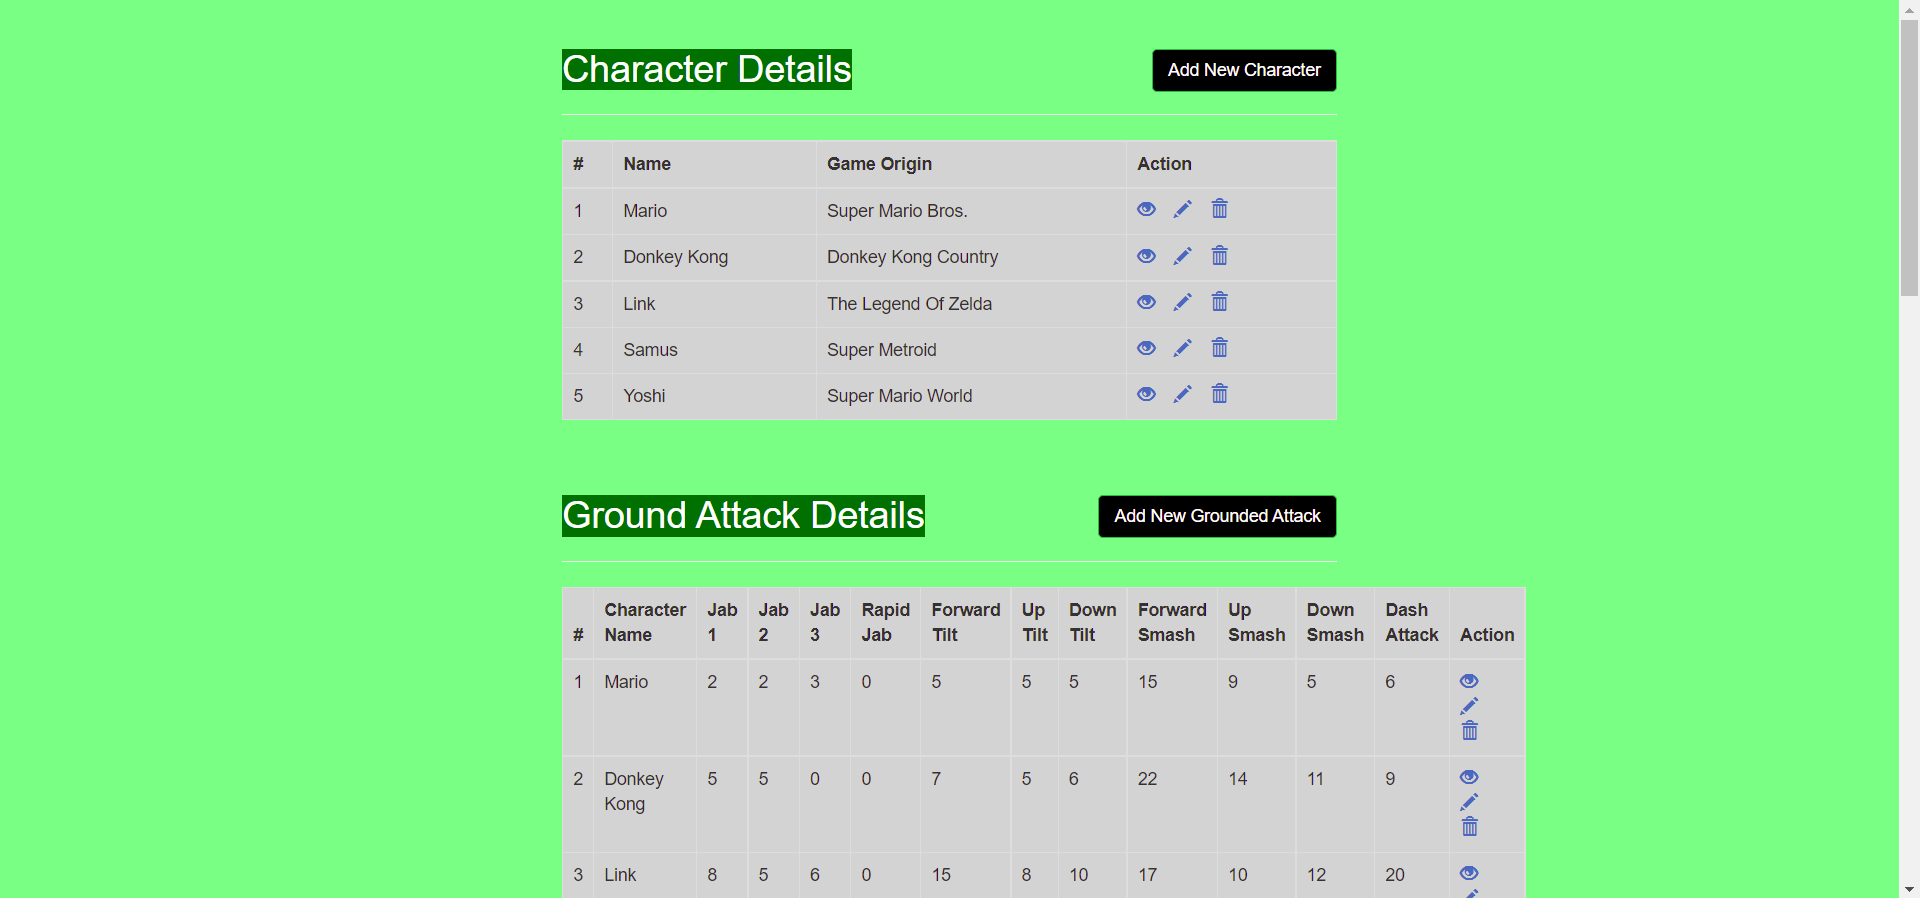 Character Details
Add New Character
# Name Game Origin Action
1 Mario Super Mario Bros.
2 Donkey Kong Donkey Kong Country
3 Link The Legend Of Zelda
4 Samus Super Metroid
5 Yoshi Super Mario World
Ground Attack Details
Add New Grounded Attack
# Character Name Jab 1 Jab 2 Jab 3 Rapid Jab Forward Tilt Up Tilt Down Tilt Forward Smash Up Smash Down Smash Dash Attack Action
1 Mario 2 2 3 0 5 5 5 15 9 5 6
2 Donkey Kong 5 5 0 0 7 5 6 22 14 11 9
3 Link 8 5 6 0 15 8 10 17 10 12 20